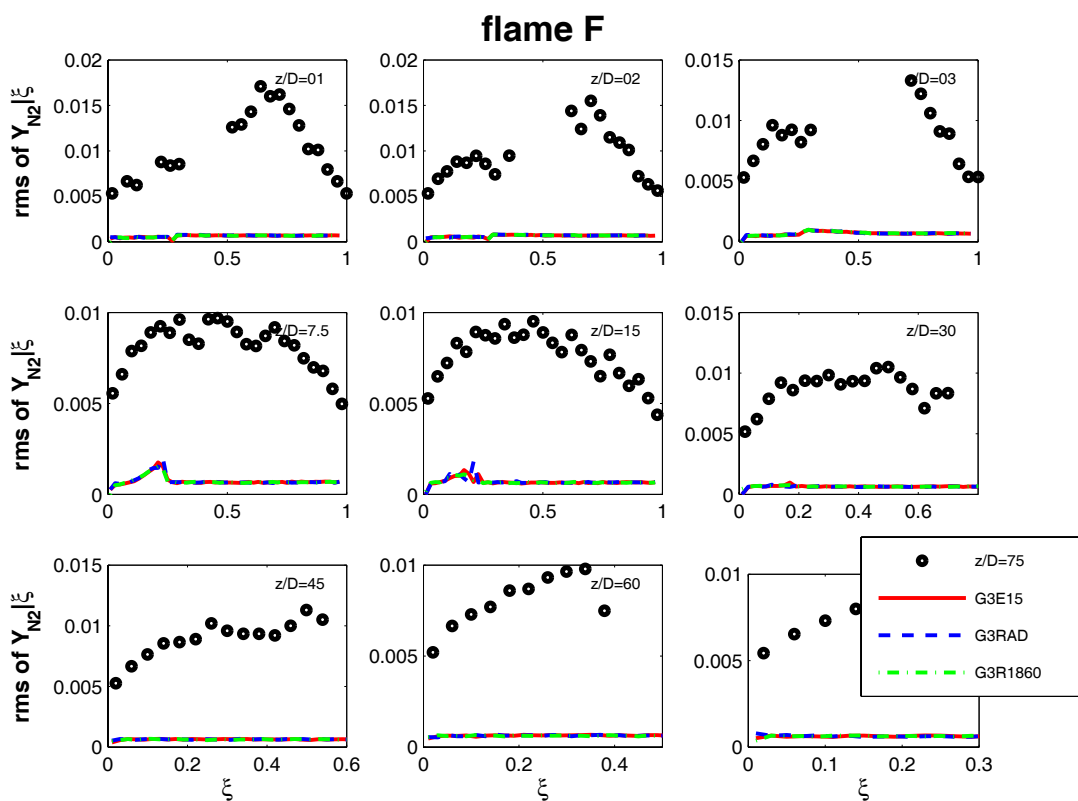 flame F
rms of Y_N2|ξ
0.02
0.015
0.01
0.005
0
0 0.5 1
z/D=01
0.02
0.015
0.01
0.005
0
0 0.5 1
z/D=02
0.015
0.01
0.005
0
0 0.5 1
z/D=03
rms of Y_N2|ξ
0.01
0.005
0
0 0.5 1
z/D=7.5
0.01
0.005
0
0 0.5 1
z/D=15
0.015
0.01
0.005
0
0 0.2 0.4 0.6
z/D=30
rms of Y_N2|ξ
0.015
0.01
0.005
0
0 0.2 0.4 0.6
z/D=45
ξ
0.01
0.005
0
0 0.2 0.4
z/D=60
ξ
0.01
0.005
0
0 0.1 0.2 0.3
ξ
z/D=75
G3E15
G3RAD
G3R1860